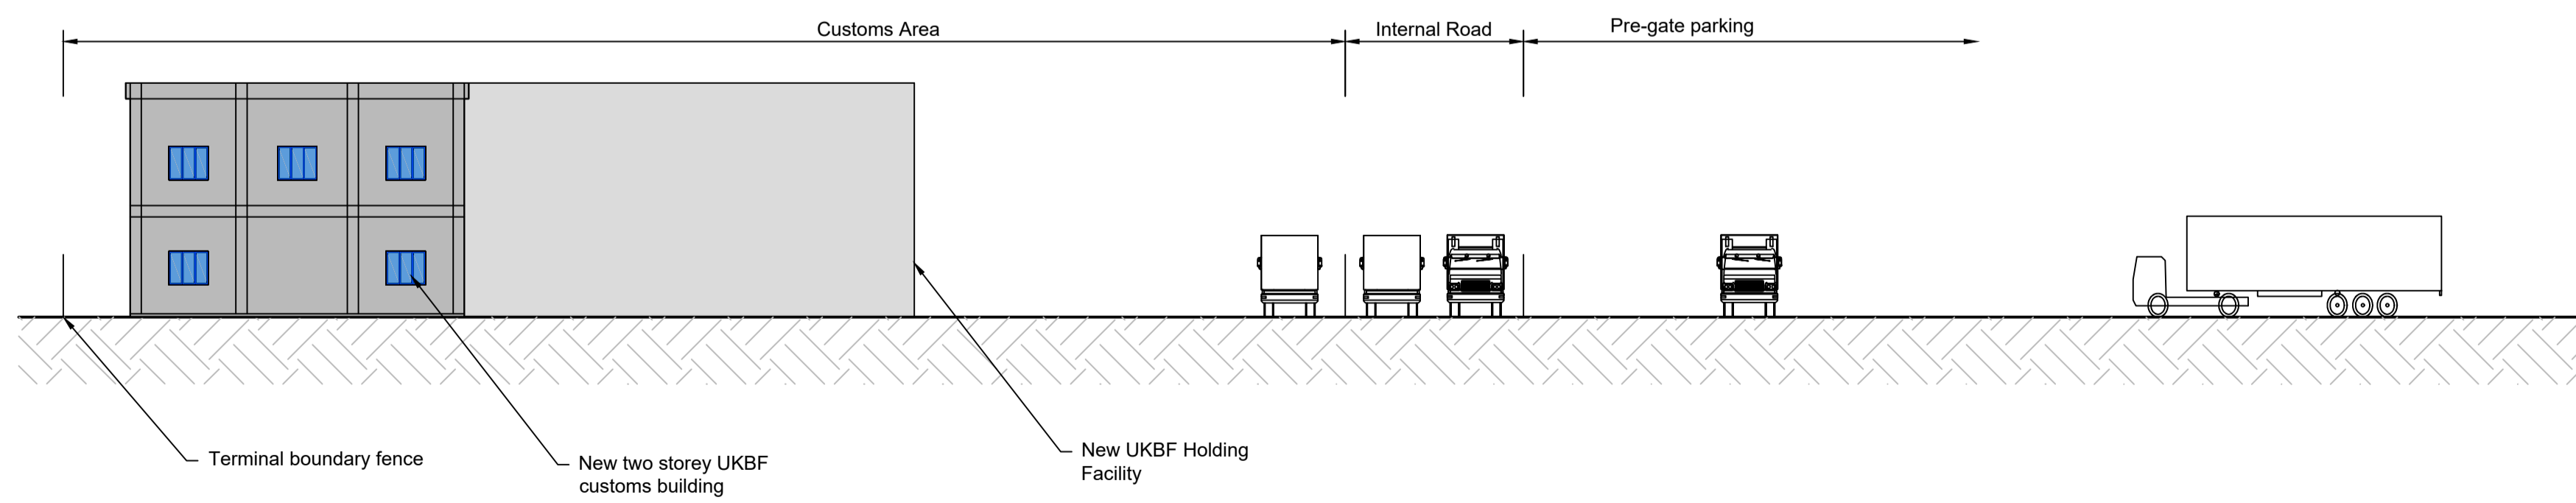 Customs Area
Internal Road
Pre-gate parking
Terminal boundary fence
New two storey UKBF
customs building
New UKBF Holding
Facility